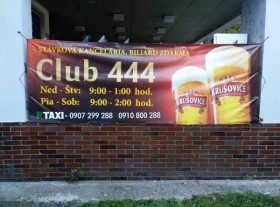 STÁVKOVÁ KANCELÁRIA, BILIARD ZDARMA
Club 444
Ned - Štv: 9:00 - 1:00 hod.
Pia - Sob: 9:00 - 2:00 hod.
TAXI - 0907 299 288 0910 800 288
KRUŠOVICE
KRUŠOVICE